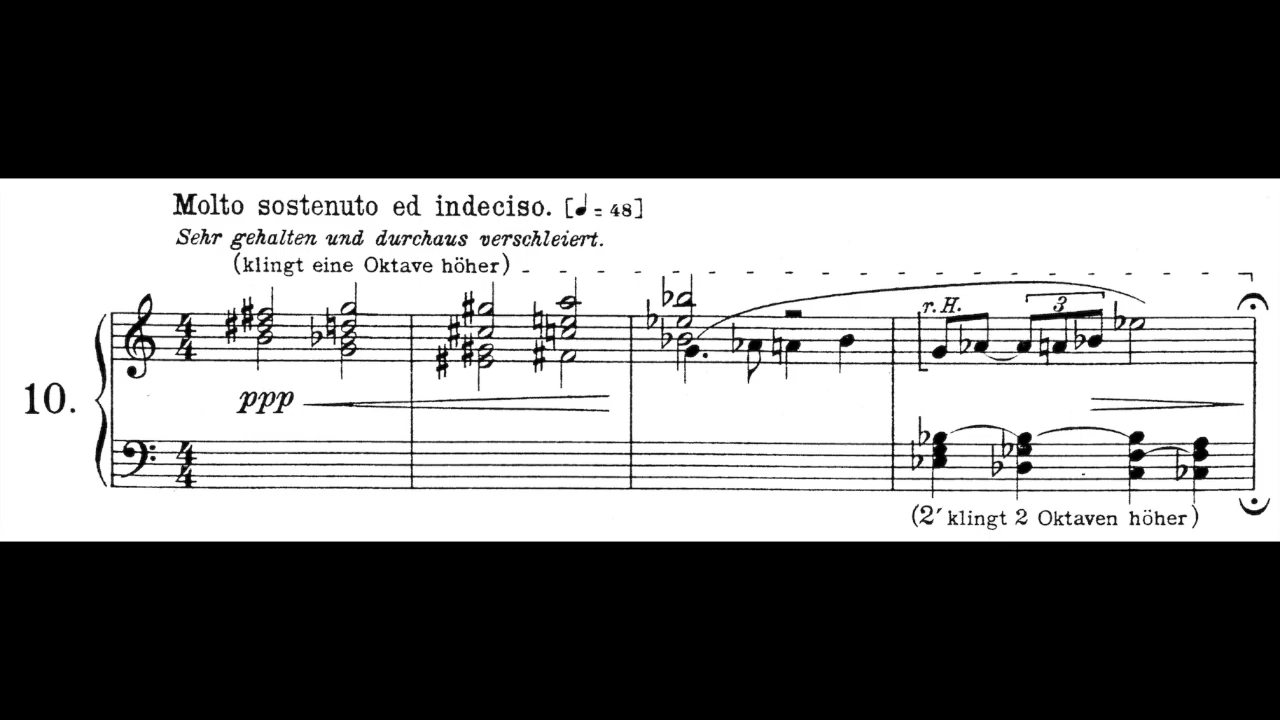 Molto sostenuto ed indeciso. [♩ = 48]
Sehr gehalten und durchaus verschleiert.
(klingt eine Oktave höher)
r. H.
3
4
4
10.
ppp
4
4
(2′ klingt 2 Oktaven höher)